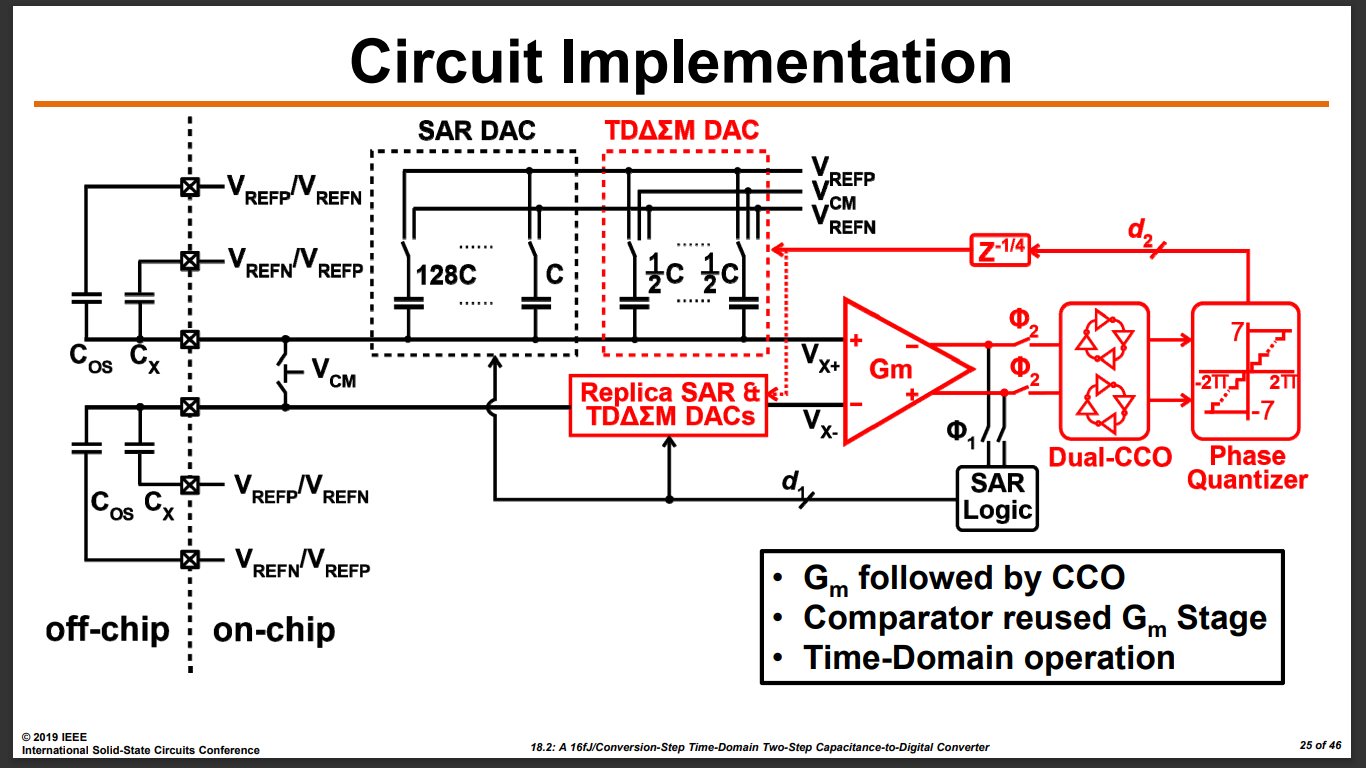 Circuit Implementation
SAR DAC
TDΔΣM DAC
VREFP/VREFN
VREFN/VREFP
VREFP
VCM
VREFN
128C
......
C
......
1/2C
1/2C
......
......
COS
CX
VCM
Z-1/4
d2
VX+
VX-
+
−
Gm
−
+
Φ2
Φ2
Φ1
7
-2π
2π
-7
Dual-CCO
Phase
Quantizer
Replica SAR &
TDΔΣM DACs
d1
SAR
Logic
COS
CX
VREFP/VREFN
VREFN/VREFP
off-chip
on-chip
• Gm followed by CCO
• Comparator reused Gm Stage
• Time-Domain operation
© 2019 IEEE
International Solid-State Circuits Conference
18.2: A 16fJ/Conversion-Step Time-Domain Two-Step Capacitance-to-Digital Converter
25 of 46